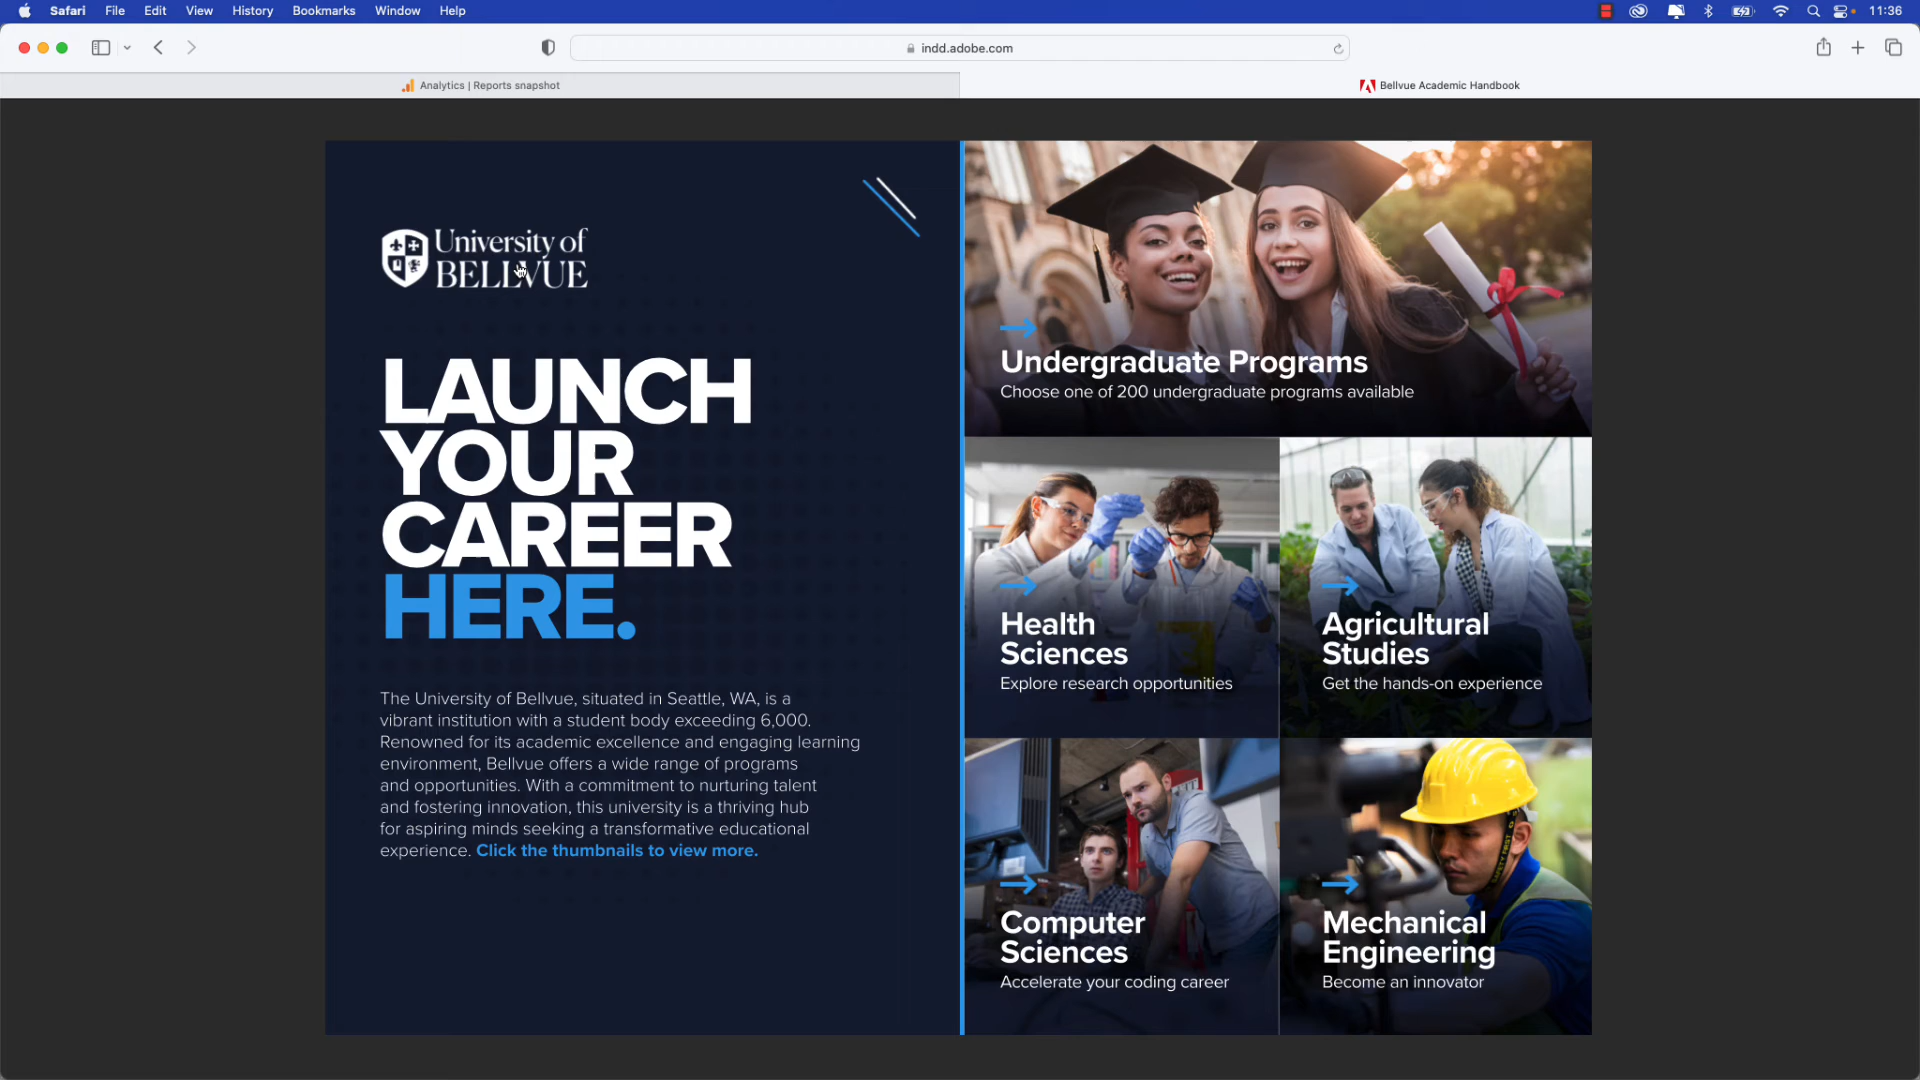 Safari File Edit View History Bookmarks Window Help
11:36
indd.adobe.com
Analytics | Reports snapshot
Bellvue Academic Handbook
University of
BELLVUE
LAUNCH
YOUR
CAREER
HERE.
The University of Bellvue, situated in Seattle, WA, is a
vibrant institution with a student body exceeding 6,000.
Renowned for its academic excellence and engaging learning
environment, Bellvue offers a wide range of programs
and opportunities. With a commitment to nurturing talent
and fostering innovation, this university is a thriving hub
for aspiring minds seeking a transformative educational
experience. Click the thumbnails to view more.
Undergraduate Programs
Choose one of 200 undergraduate programs available
Health
Sciences
Explore research opportunities
Agricultural
Studies
Get the hands-on experience
Computer
Sciences
Accelerate your coding career
Mechanical
Engineering
Become an innovator